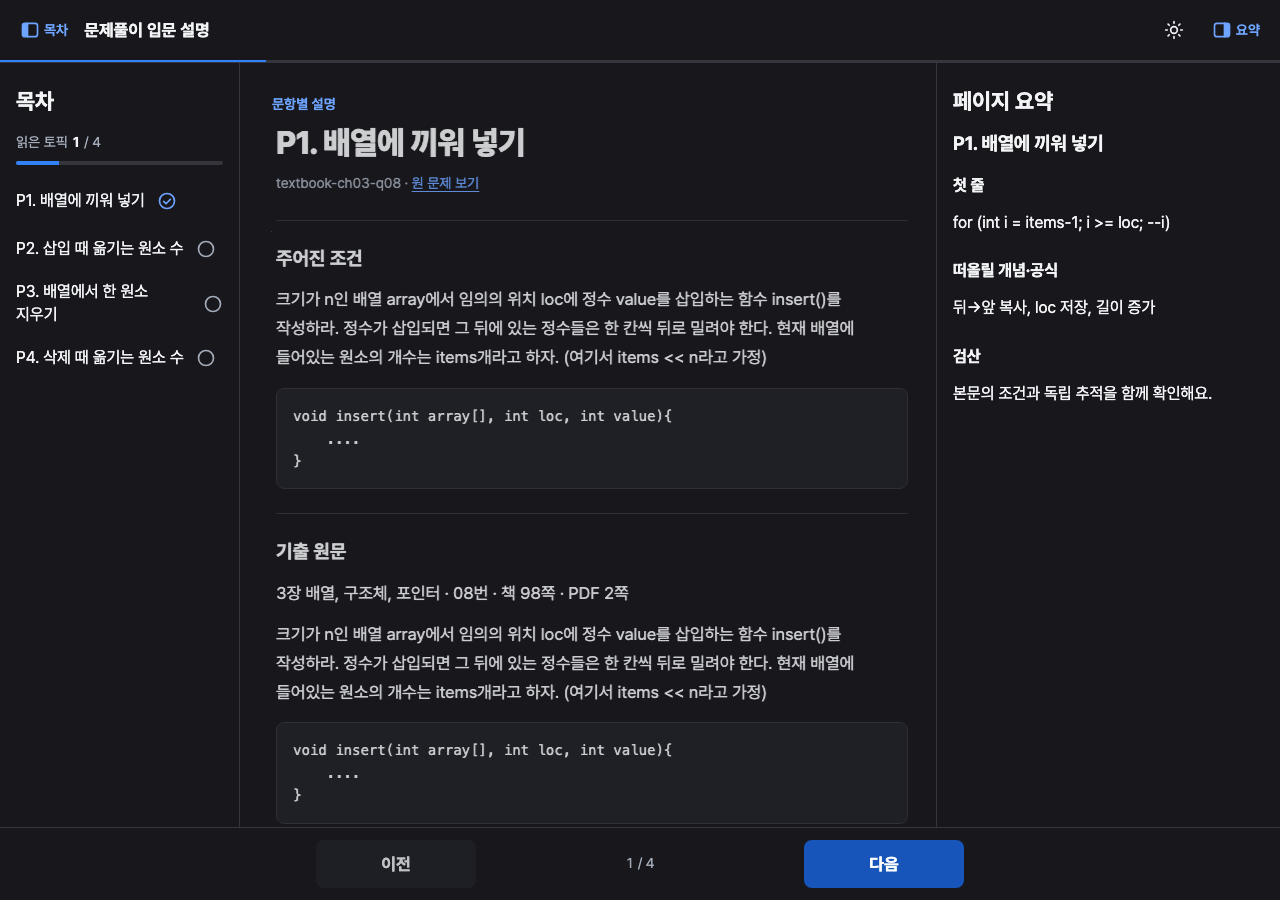 목차
문제풀이 입문 설명
요약
목차
읽은 토픽 1 / 4
P1. 배열에 끼워 넣기
P2. 삽입 때 옮기는 원소 수
P3. 배열에서 한 원소
지우기
P4. 삭제 때 옮기는 원소 수
문항별 설명
P1. 배열에 끼워 넣기
textbook-ch03-q08 · 원 문제 보기
주어진 조건
크기가 n인 배열 array에서 임의의 위치 loc에 정수 value를 삽입하는 함수 insert()를
작성하라. 정수가 삽입되면 그 뒤에 있는 정수들은 한 칸씩 뒤로 밀려야 한다. 현재 배열에
들어있는 원소의 개수는 items개라고 하자. (여기서 items << n라고 가정)
void insert(int array[], int loc, int value){
    ....
}
기출 원문
3장 배열, 구조체, 포인터 · 08번 · 책 98쪽 · PDF 2쪽
크기가 n인 배열 array에서 임의의 위치 loc에 정수 value를 삽입하는 함수 insert()를
작성하라. 정수가 삽입되면 그 뒤에 있는 정수들은 한 칸씩 뒤로 밀려야 한다. 현재 배열에
들어있는 원소의 개수는 items개라고 하자. (여기서 items << n라고 가정)
void insert(int array[], int loc, int value){
    ....
}
페이지 요약
P1. 배열에 끼워 넣기
첫 줄
for (int i = items-1; i >= loc; --i)
떠올릴 개념·공식
뒤→앞 복사, loc 저장, 길이 증가
검산
본문의 조건과 독립 추적을 함께 확인해요.
이전
1 / 4
다음